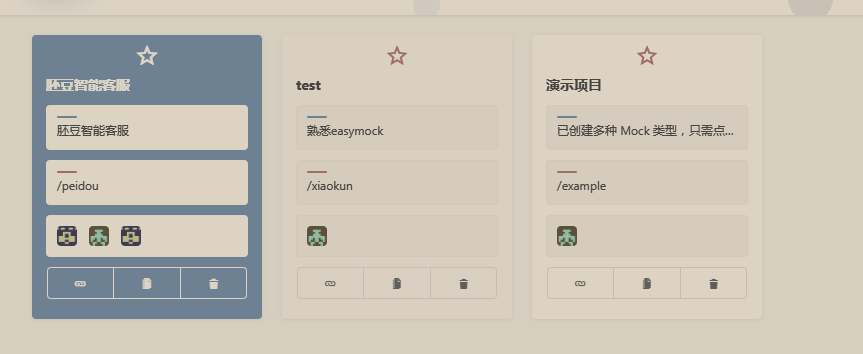 胚豆智能客服
胚豆智能客服
/peidou
test
熟悉easymock
/xiaokun
演示项目
已创建多种 Mock 类型，只需点...
/example